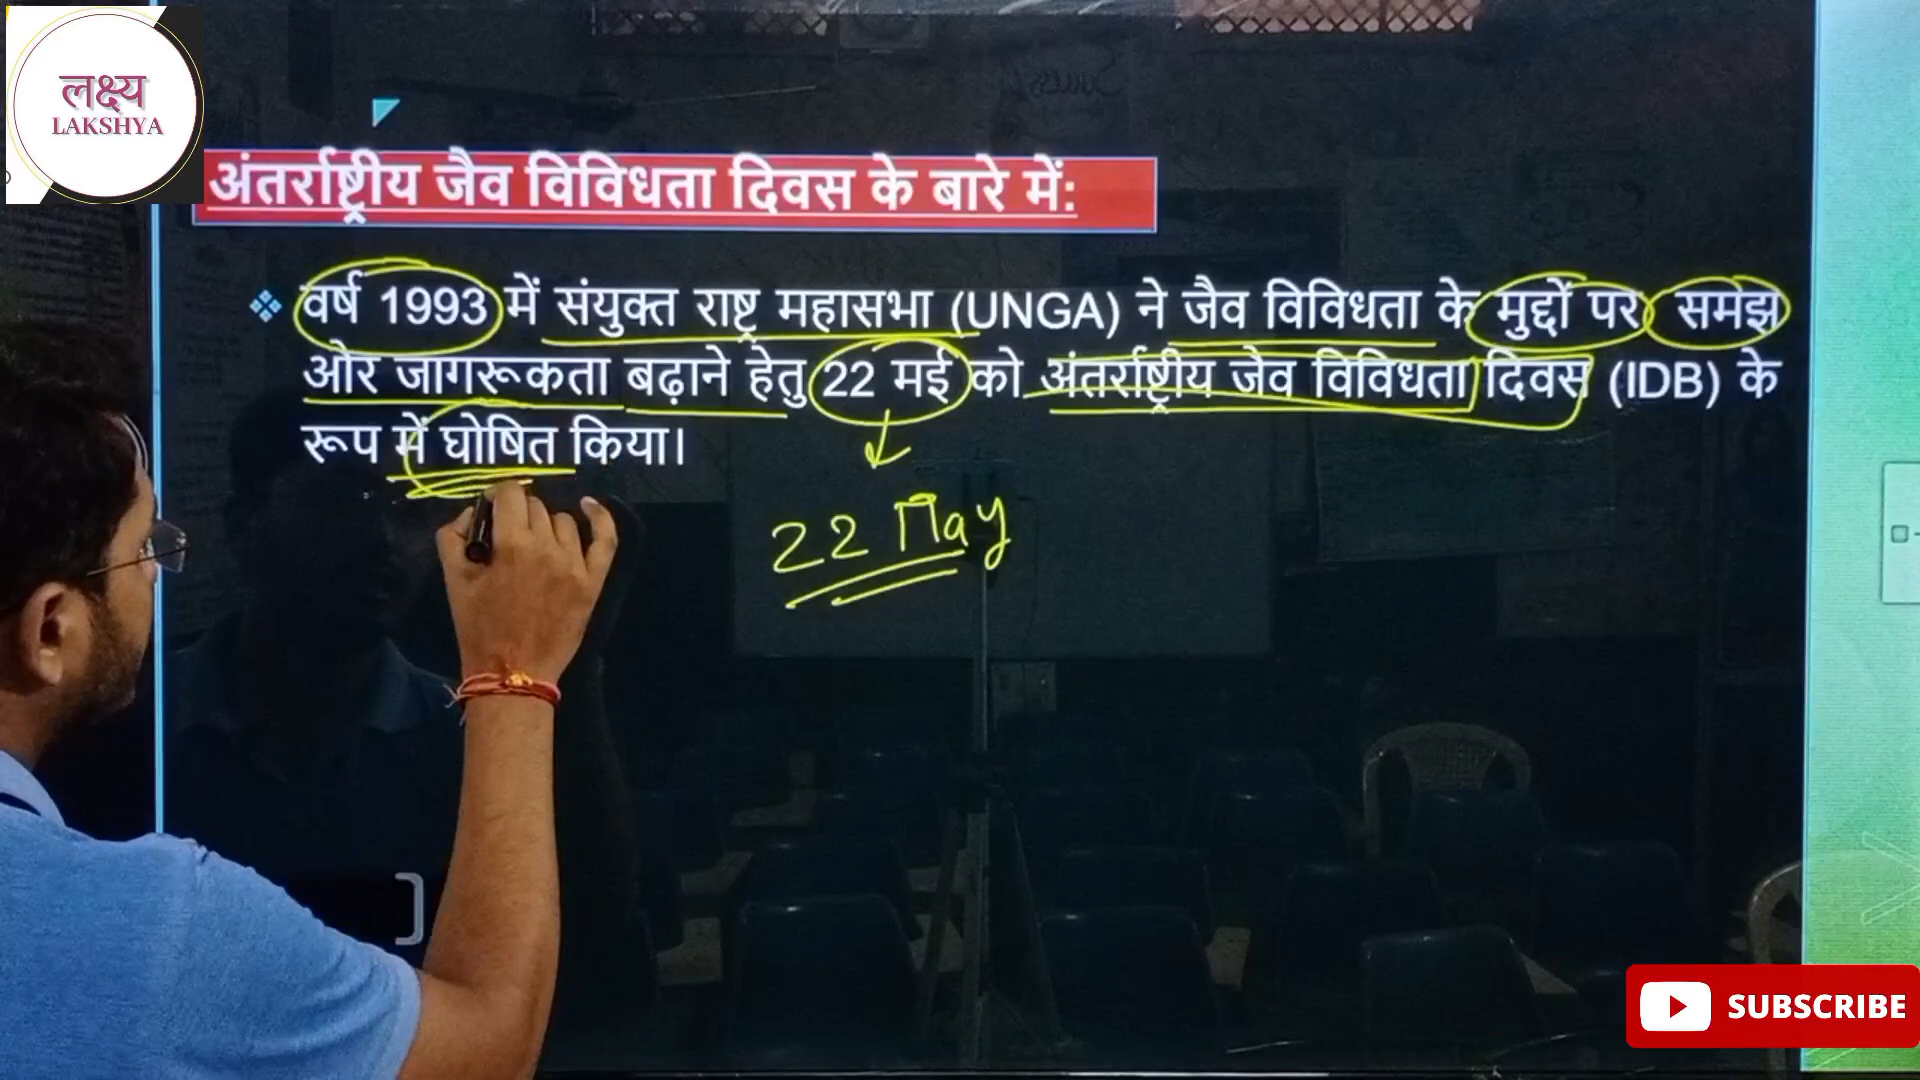 लक्ष्य
LAKSHYA
अंतर्राष्ट्रीय जैव विविधता दिवस के बारे में:
❖ वर्ष 1993 में संयुक्त राष्ट्र महासभा (UNGA) ने जैव विविधता के मुद्दों पर समझ
ओर जागरूकता बढ़ाने हेतु 22 मई को अंतर्राष्ट्रीय जैव विविधता दिवस (IDB) के
रूप में घोषित किया।
22 May
SUBSCRIBE